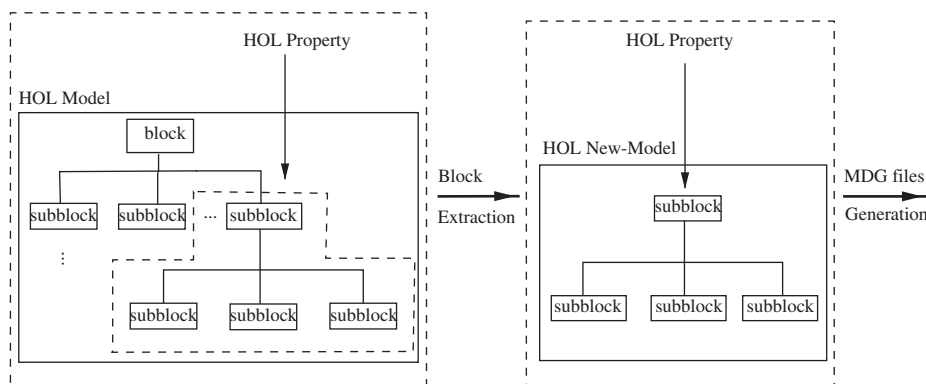 HOL Property
HOL Model
block
subblock
subblock
...
subblock
...
subblock
subblock
subblock
Block
Extraction
HOL Property
HOL New-Model
subblock
subblock
subblock
subblock
MDG files
Generation